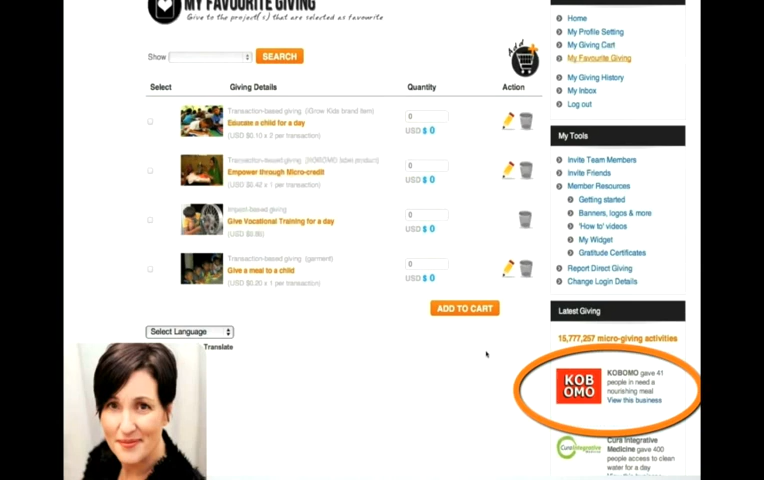 MY FAVOURITE GIVING
Give to the project(s) that are selected as favourite
Show
SEARCH
Add
Select
Giving Details
Quantity
Action
Transaction-based giving (iGrow Kids brand item)
Educate a child for a day
(USD $0.10 x 2 per transaction)
0
USD $ 0
Transaction-based giving (KOBOMO label product)
Empower through Micro-credit
(USD $0.42 x 1 per transaction)
0
USD $ 0
Impact-based giving
Give Vocational Training for a day
0
USD $ 0
Transaction-based giving (garment)
Give a meal to a child
(USD $0.20 x 1 per transaction)
0
USD $ 0
ADD TO CART
Select Language
Translate
Home
My Profile Setting
My Giving Cart
My Favourite Giving
My Giving History
My Inbox
Log out
My Tools
Invite Team Members
Invite Friends
Member Resources
Getting started
Banners, logos & more
'How to' videos
My Widget
Gratitude Certificates
Report Direct Giving
Change Login Details
Latest Giving
15,777,257 micro-giving activities
KOB
OMO
KOBOMO gave 41
people in need a
nourishing meal
View this business
Cura Integrative
Medicine
Cura Integrative
Medicine gave 400
people access to clean
water for a day